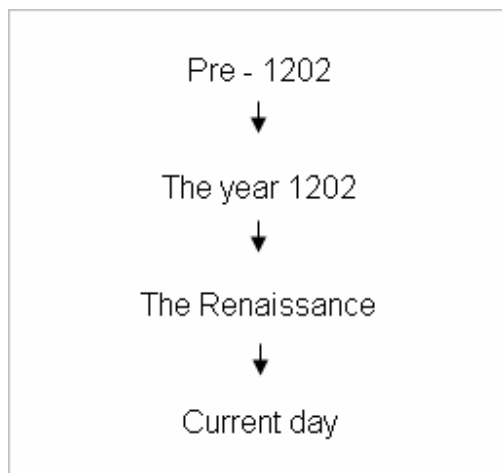 Pre - 1202
The year 1202
The Renaissance
Current day